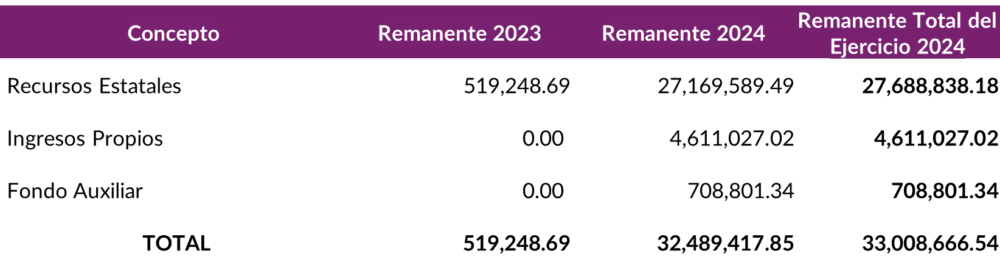 Concepto Remanente 2023 Remanente 2024 Remanente Total del
Ejercicio 2024
Recursos Estatales 519,248.69 27,169,589.49 27,688,838.18
Ingresos Propios 0.00 4,611,027.02 4,611,027.02
Fondo Auxiliar 0.00 708,801.34 708,801.34
TOTAL 519,248.69 32,489,417.85 33,008,666.54